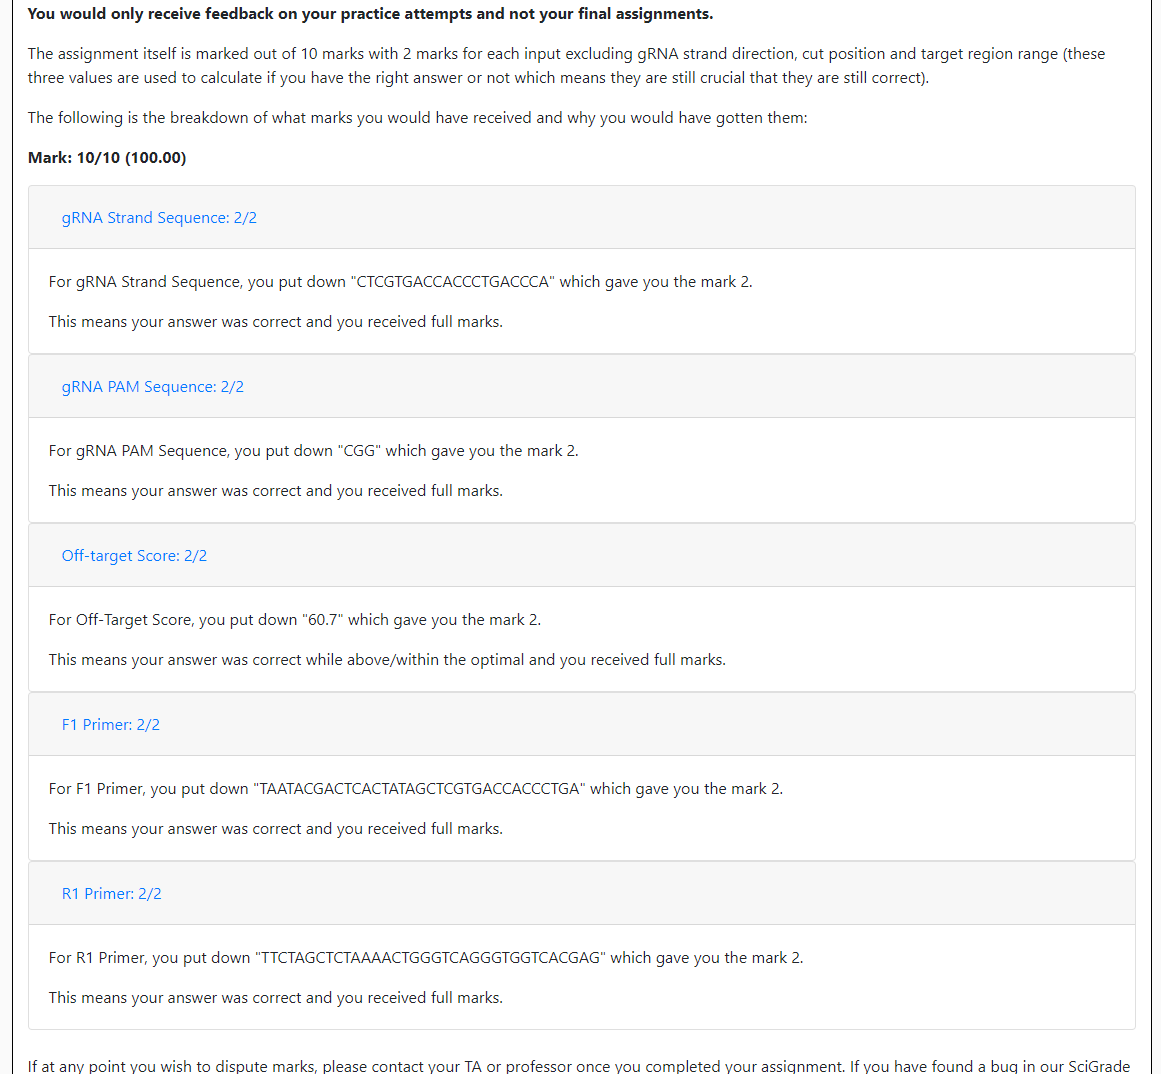 You would only receive feedback on your practice attempts and not your final assignments.
The assignment itself is marked out of 10 marks with 2 marks for each input excluding gRNA strand direction, cut position and target region range (these
three values are used to calculate if you have the right answer or not which means they are still crucial that they are still correct).
The following is the breakdown of what marks you would have received and why you would have gotten them:
Mark: 10/10 (100.00)
gRNA Strand Sequence: 2/2
For gRNA Strand Sequence, you put down "CTCGTGACCACCCTGACCCA" which gave you the mark 2.
This means your answer was correct and you received full marks.
gRNA PAM Sequence: 2/2
For gRNA PAM Sequence, you put down "CGG" which gave you the mark 2.
This means your answer was correct and you received full marks.
Off-target Score: 2/2
For Off-Target Score, you put down "60.7" which gave you the mark 2.
This means your answer was correct while above/within the optimal and you received full marks.
F1 Primer: 2/2
For F1 Primer, you put down "TAATACGACTCACTATAGCTCGTGACCACCCTGA" which gave you the mark 2.
This means your answer was correct and you received full marks.
R1 Primer: 2/2
For R1 Primer, you put down "TTCTAGCTCTAAAACTGGGTCAGGGTGGTCACGAG" which gave you the mark 2.
This means your answer was correct and you received full marks.
If at any point you wish to dispute marks, please contact your TA or professor once you completed your assignment. If you have found a bug in our SciGrade